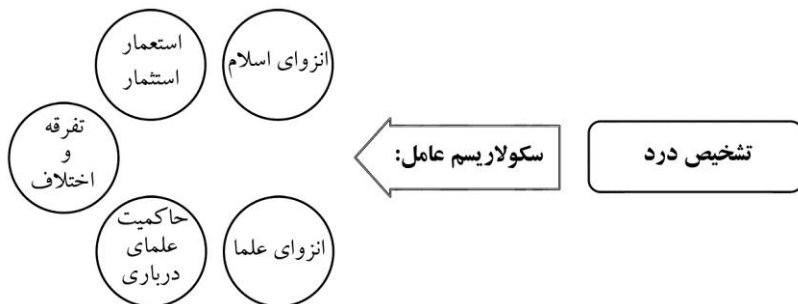 تشخیص درد
سکولاریسم عامل:
انزوای اسلام
استعمار
استثمار
تفرقه
و
اختلاف
حاکمیت
علمای
درباری
انزوای علما